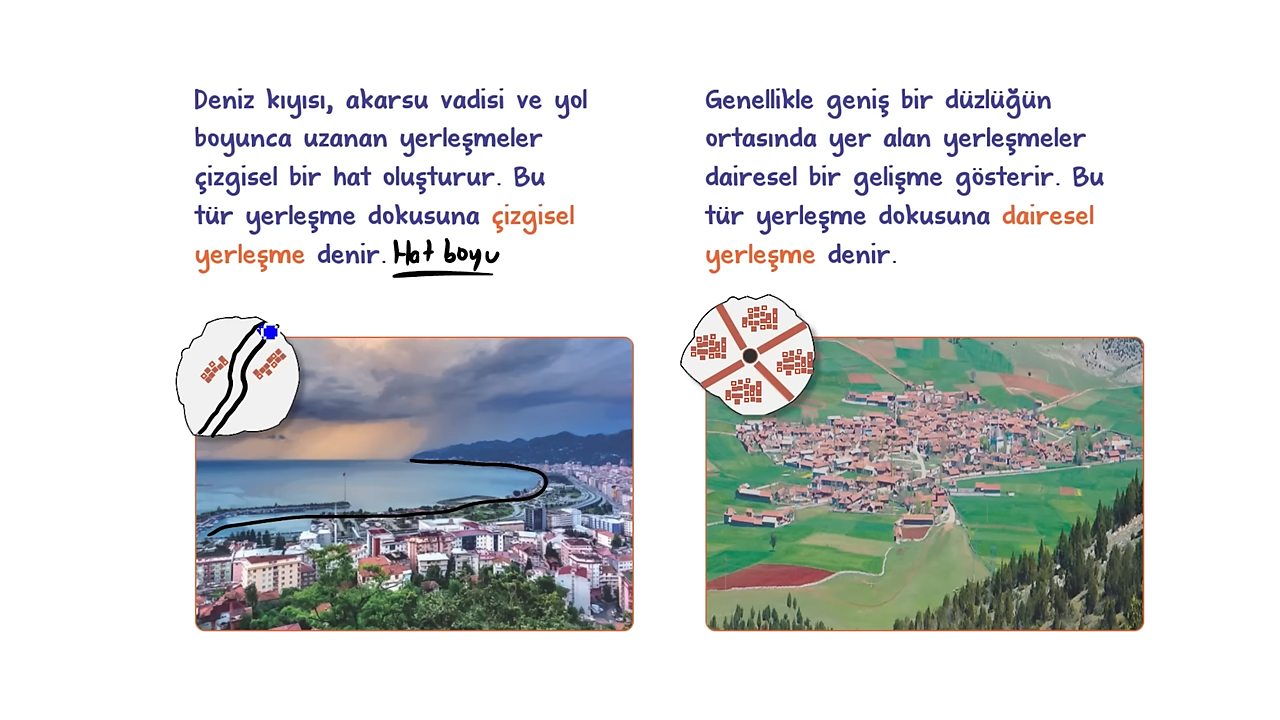 Deniz kıyısı, akarsu vadisi ve yol
boyunca uzanan yerleşmeler
çizgisel bir hat oluşturur. Bu
tür yerleşme dokusuna çizgisel
yerleşme denir. Hat boyu
Genellikle geniş bir düzlüğün
ortasında yer alan yerleşmeler
dairesel bir gelişme gösterir. Bu
tür yerleşme dokusuna dairesel
yerleşme denir.